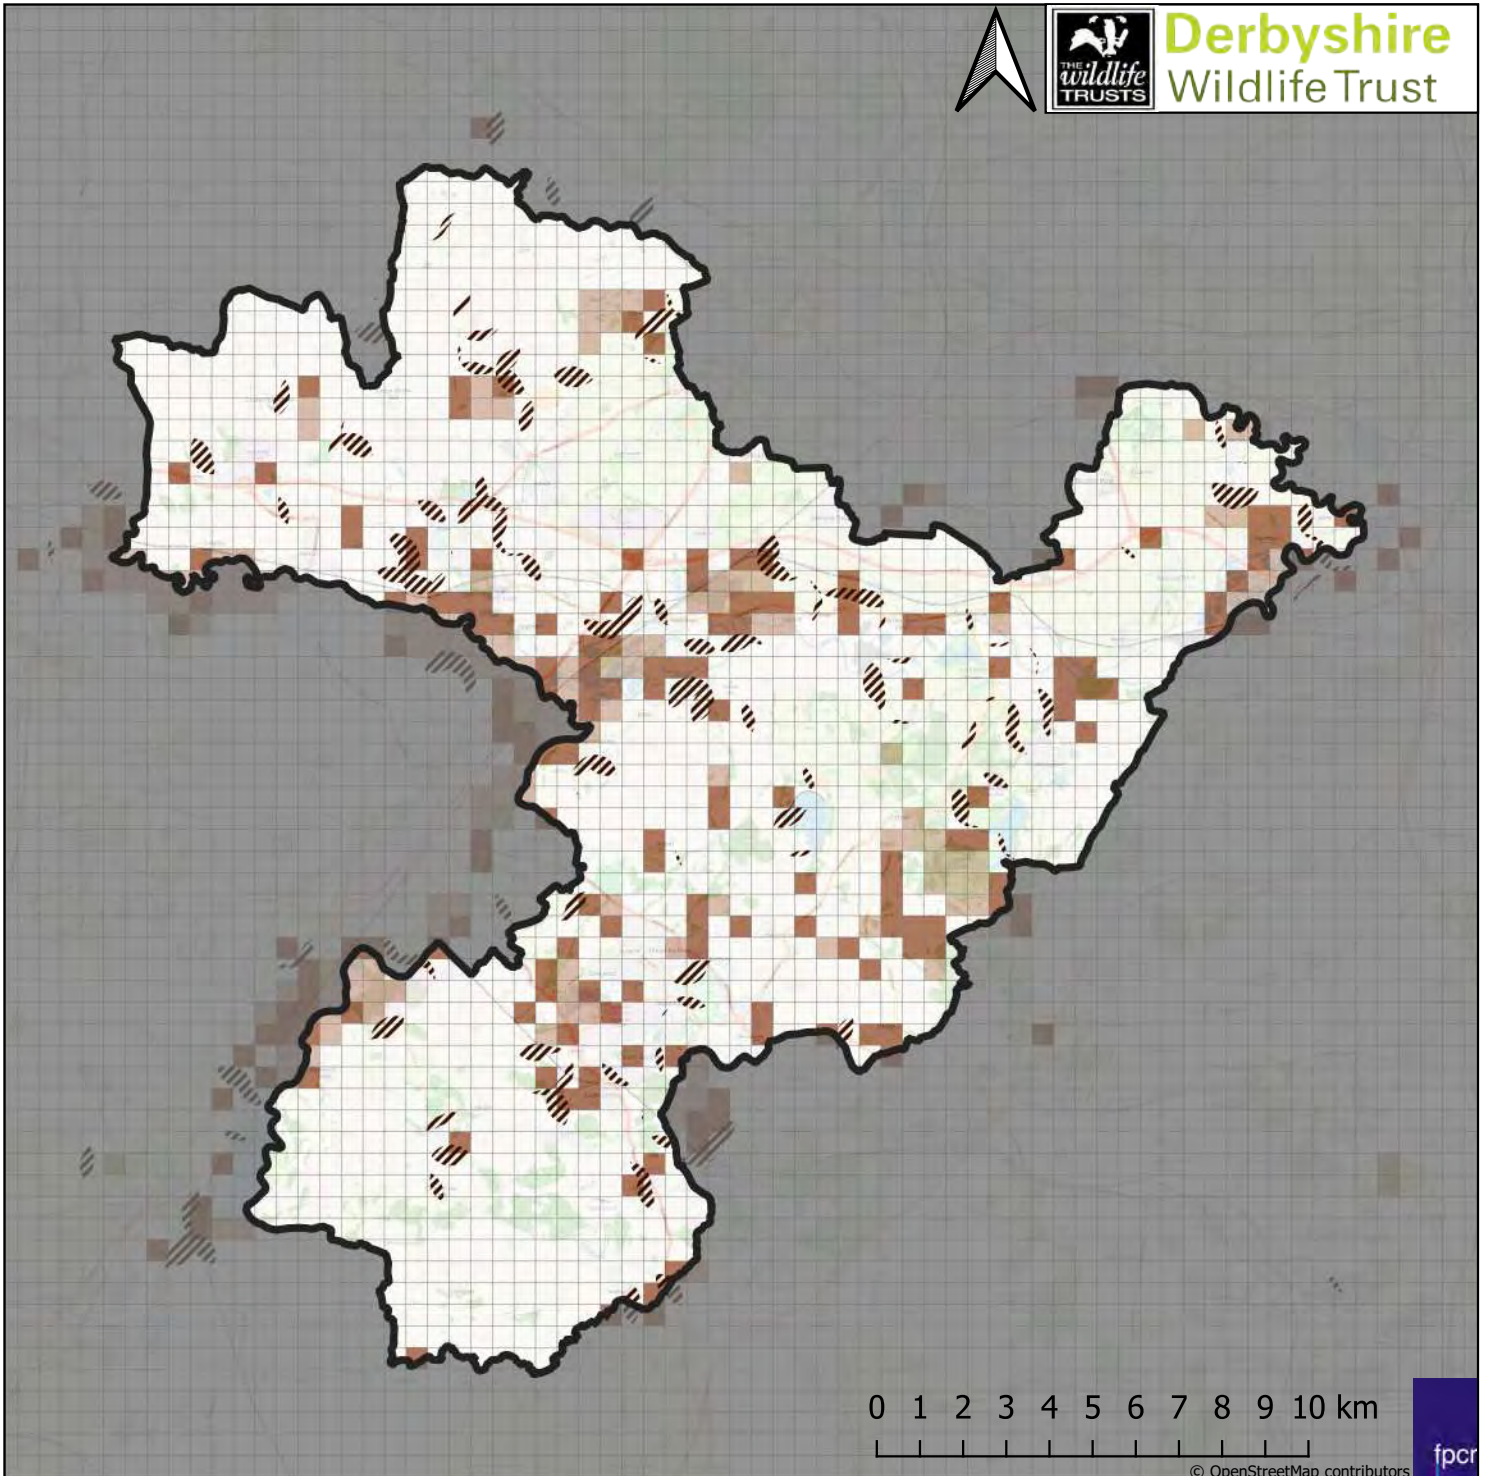 Derbyshire
Wildlife Trust
THE
wildlife
TRUSTS
0 1 2 3 4 5 6 7 8 9 10 km
© OpenStreetMap contributors
fpcr